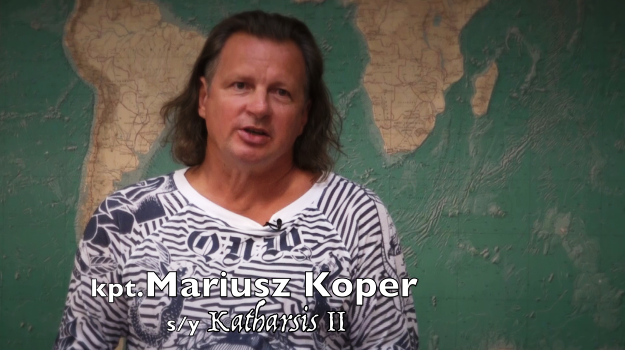 kpt. Mariusz Koper
s/y Katharsis II